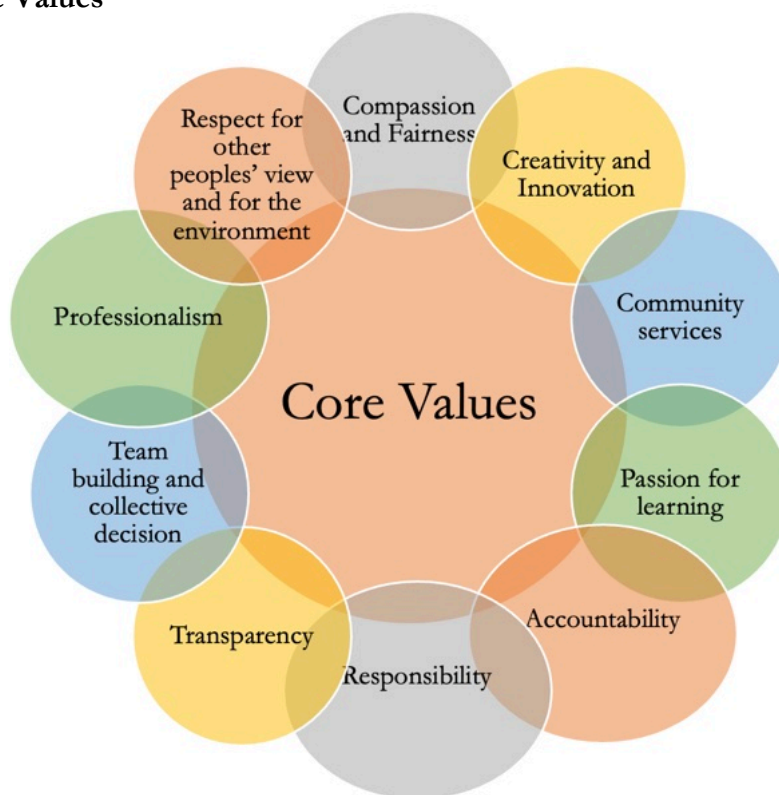 Values
Compassion
and Fairness
Creativity and
Innovation
Community
services
Passion for
learning
Accountability
Responsibility
Transparency
Team
building and
collective
decision
Professionalism
Respect for
other
peoples’ view
and for the
environment
Core Values